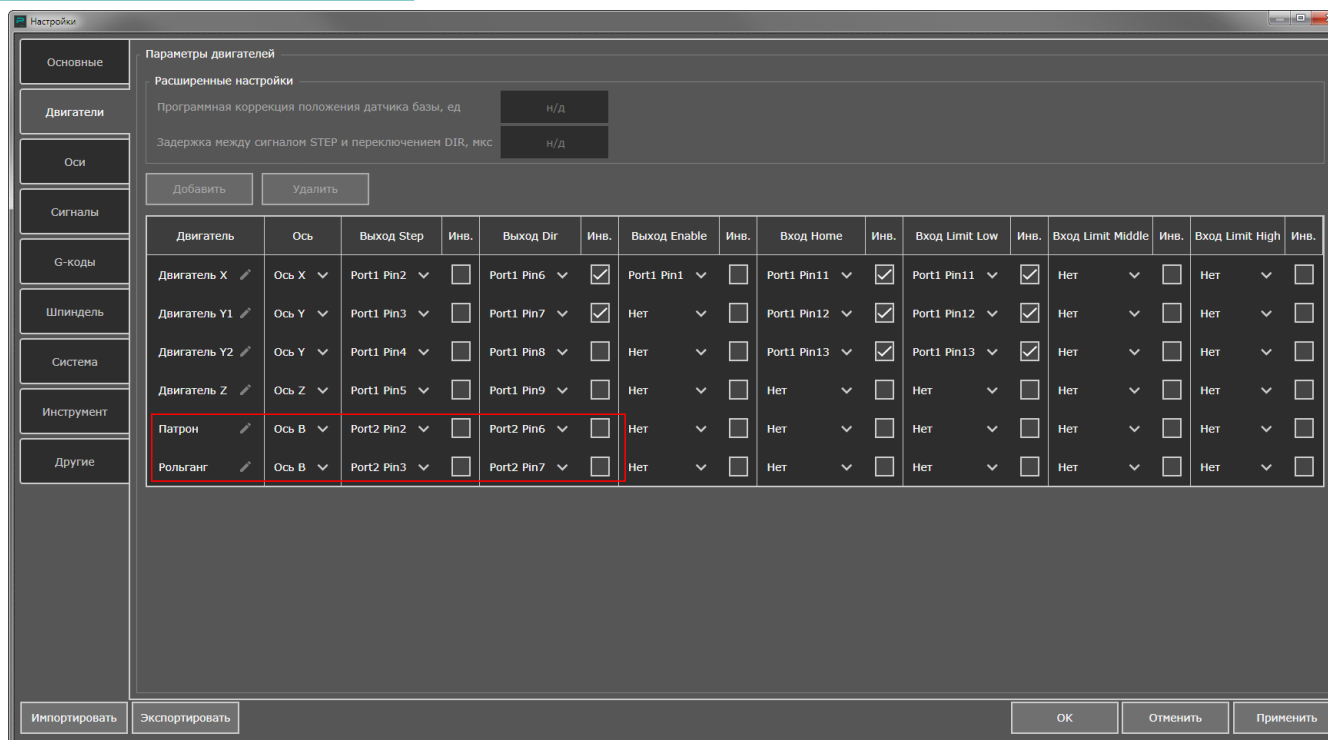 Настройки
Основные
Двигатели
Оси
Сигналы
G-коды
Шпиндель
Система
Инструмент
Другие
Параметры двигателей
Расширенные настройки
Программная коррекция положения датчика базы, ед н/д
Задержка между сигналом STEP и переключением DIR, мкс н/д
Добавить Удалить
Двигатель Ось Выход Step Инв. Выход Dir Инв. Выход Enable Инв. Вход Home Инв. Вход Limit Low Инв. Вход Limit Middle Инв. Вход Limit High Инв.
Двигатель X Ось X Port1 Pin2 Port1 Pin6 Port1 Pin1 Port1 Pin11 Port1 Pin11 Нет Нет
Двигатель Y1 Ось Y Port1 Pin3 Port1 Pin7 Нет Port1 Pin12 Port1 Pin12 Нет Нет
Двигатель Y2 Ось Y Port1 Pin4 Port1 Pin8 Нет Port1 Pin13 Port1 Pin13 Нет Нет
Двигатель Z Ось Z Port1 Pin5 Port1 Pin9 Нет Нет Нет Нет Нет
Патрон Ось B Port2 Pin2 Port2 Pin6 Нет Нет Нет Нет Нет
Рольганг Ось B Port2 Pin3 Port2 Pin7 Нет Нет Нет Нет Нет
Импортировать Экспортировать OK Отменить Применить